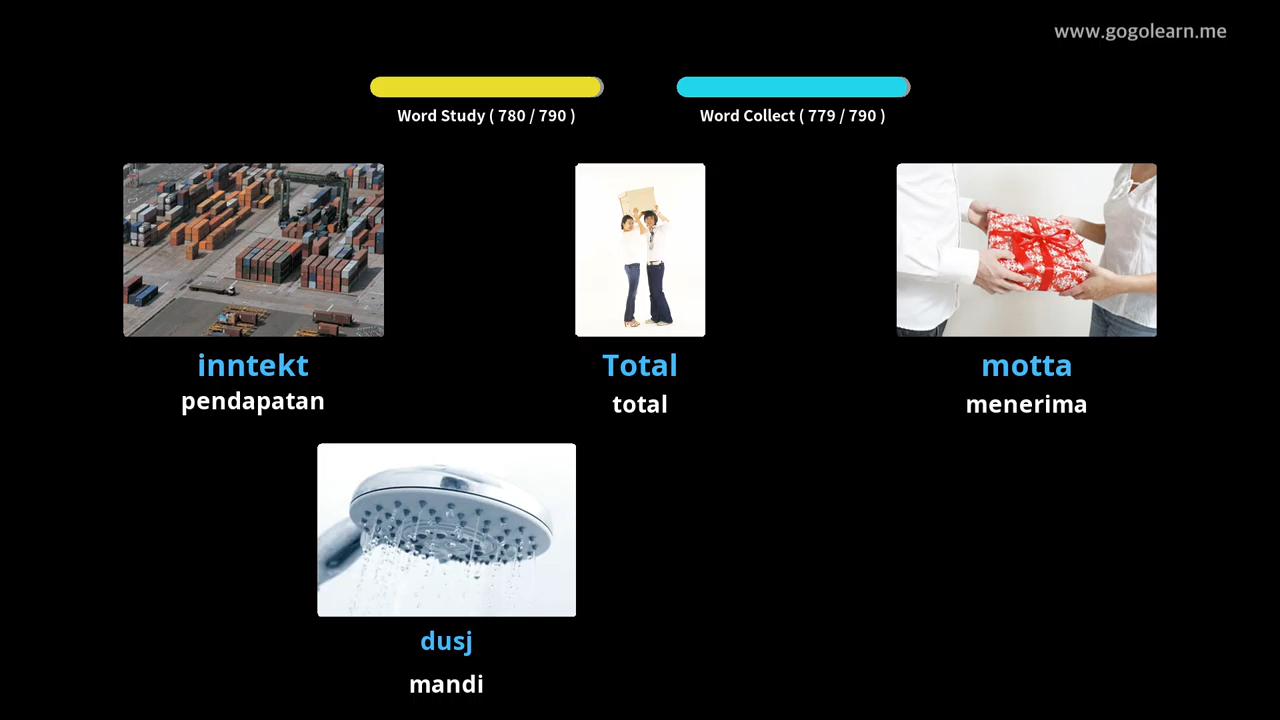 www.gogolearn.me
Word Study ( 780 / 790 )
Word Collect ( 779 / 790 )
inntekt
pendapatan
Total
total
motta
menerima
dusj
mandi